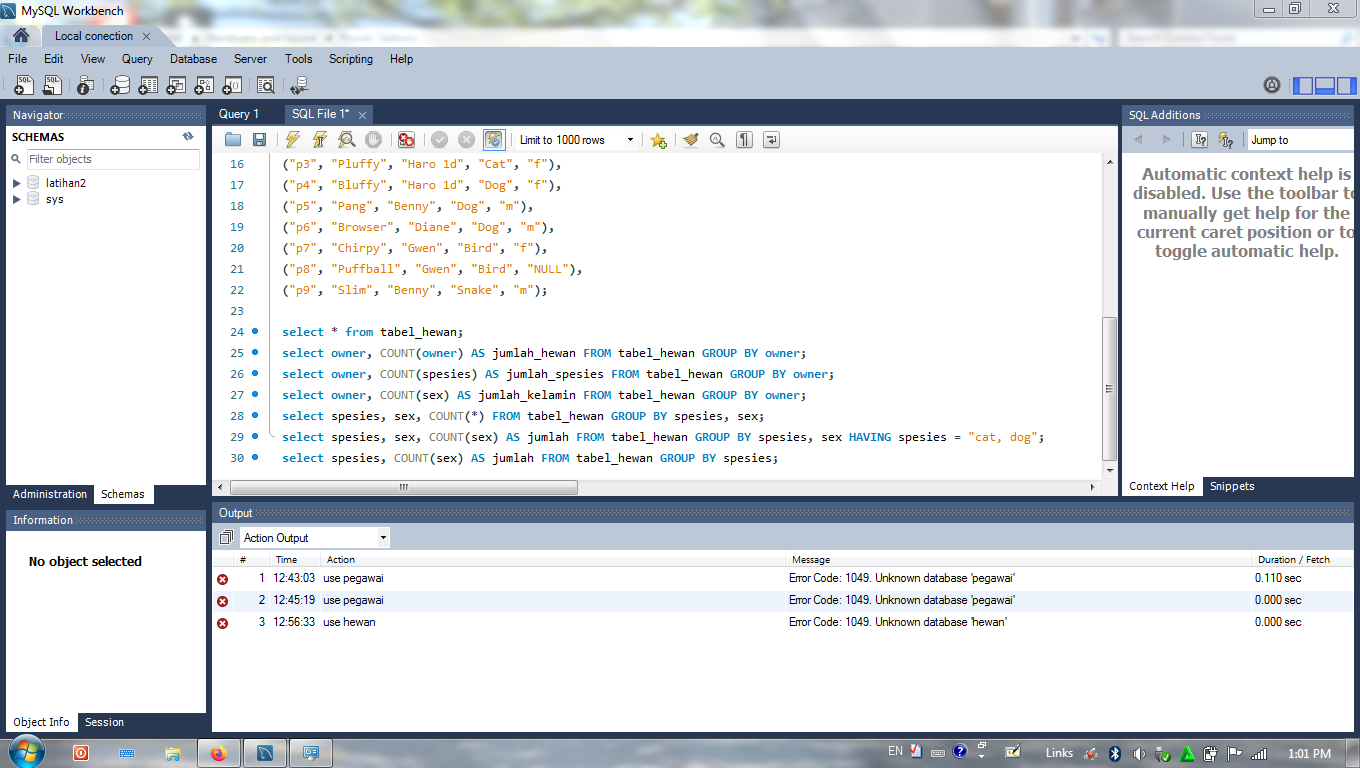 MySQL Workbench
Local conection
File Edit View Query Database Server Tools Scripting Help
Navigator
SCHEMAS
Filter objects
latihan2
sys
Administration Schemas
Information
No object selected
Object Info Session
Query 1 SQL File 1*
Limit to 1000 rows
16 ("p3", "Pluffy", "Haro 1d", "Cat", "f"),
17 ("p4", "Bluffy", "Haro 1d", "Dog", "f"),
18 ("p5", "Pang", "Benny", "Dog", "m"),
19 ("p6", "Browser", "Diane", "Dog", "m"),
20 ("p7", "Chirpy", "Gwen", "Bird", "f"),
21 ("p8", "Puffball", "Gwen", "Bird", "NULL"),
22 ("p9", "Slim", "Benny", "Snake", "m");
23
24 select * from tabel_hewan;
25 select owner, COUNT(owner) AS jumlah_hewan FROM tabel_hewan GROUP BY owner;
26 select owner, COUNT(spesies) AS jumlah_spesies FROM tabel_hewan GROUP BY owner;
27 select owner, COUNT(sex) AS jumlah_kelamin FROM tabel_hewan GROUP BY owner;
28 select spesies, sex, COUNT(*) FROM tabel_hewan GROUP BY spesies, sex;
29 select spesies, sex, COUNT(sex) AS jumlah FROM tabel_hewan GROUP BY spesies, sex HAVING spesies = "cat, dog";
30 select spesies, COUNT(sex) AS jumlah FROM tabel_hewan GROUP BY spesies;
SQL Additions
Jump to
Automatic context help is
disabled. Use the toolbar to
manually get help for the
current caret position or to
toggle automatic help.
Context Help Snippets
Output
Action Output
# Time Action Message Duration / Fetch
1 12:43:03 use pegawai Error Code: 1049. Unknown database 'pegawai' 0.110 sec
2 12:45:19 use pegawai Error Code: 1049. Unknown database 'pegawai' 0.000 sec
3 12:56:33 use hewan Error Code: 1049. Unknown database 'hewan' 0.000 sec
EN Links 1:01 PM